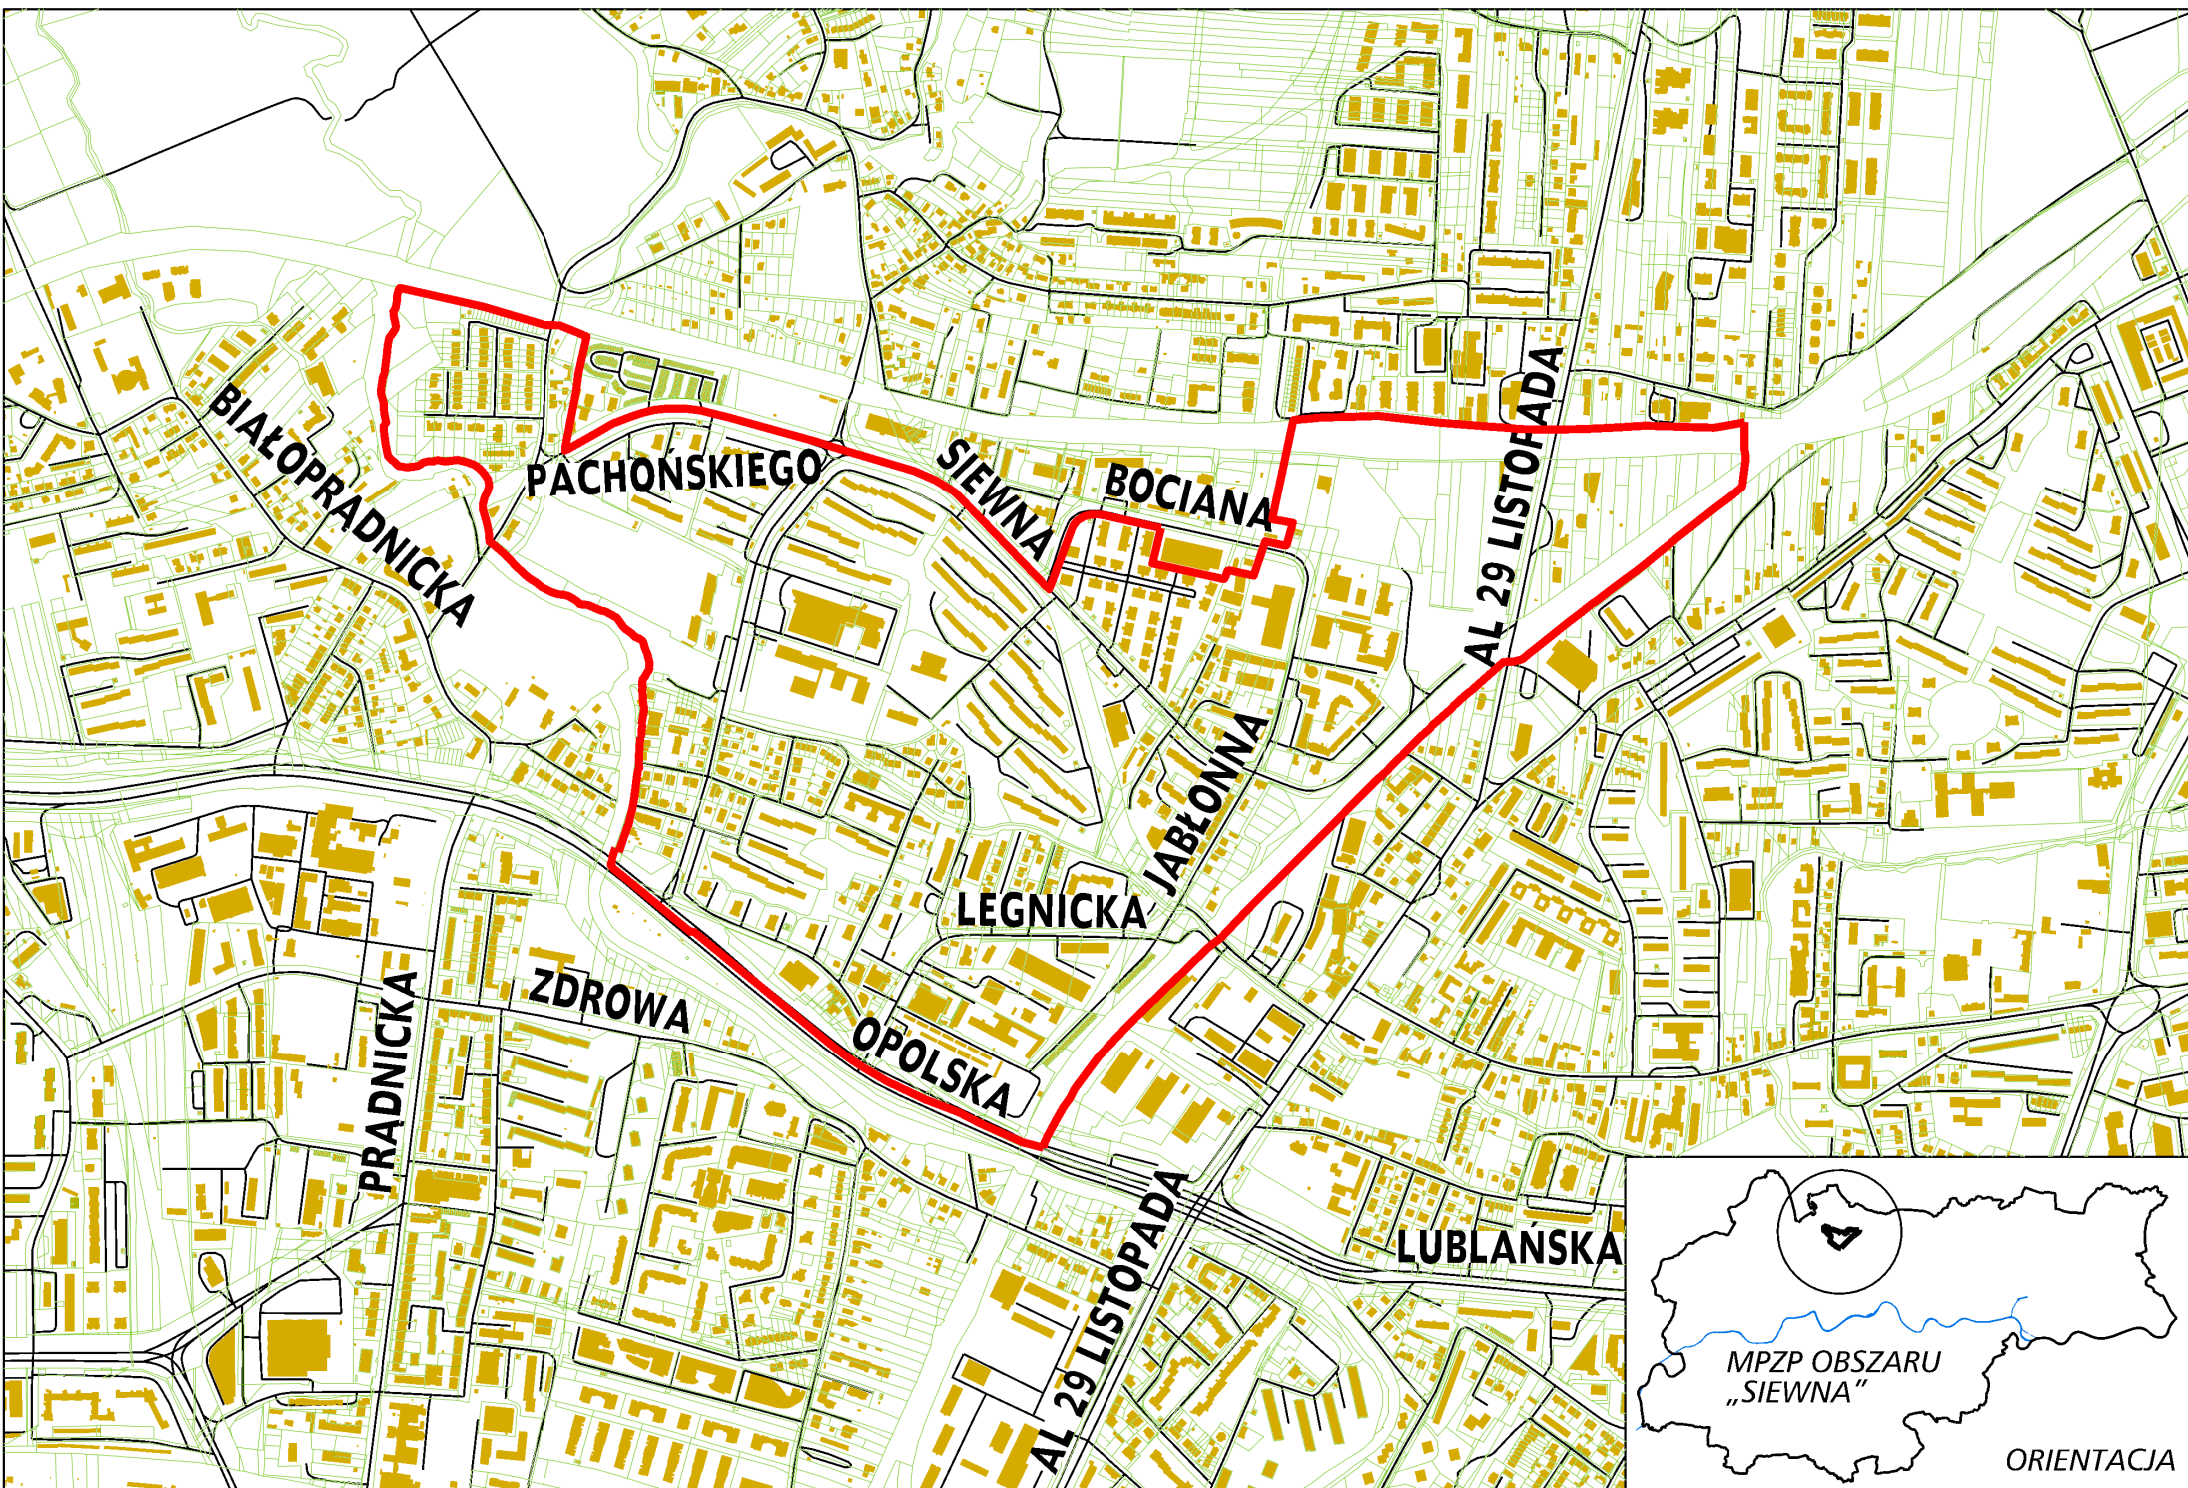 AL 29 LISTOPADA
BIAŁOPRADNICKA
PACHOŃSKIEGO
SIEWNA
BOCIANA
JABŁONNA
LEGNICKA
ZDROWA
OPOLSKA
PRĄDNICKA
AL 29 LISTOPADA
LUBLAŃSKA
MPZP OBSZARU
„SIEWNA”
ORIENTACJA